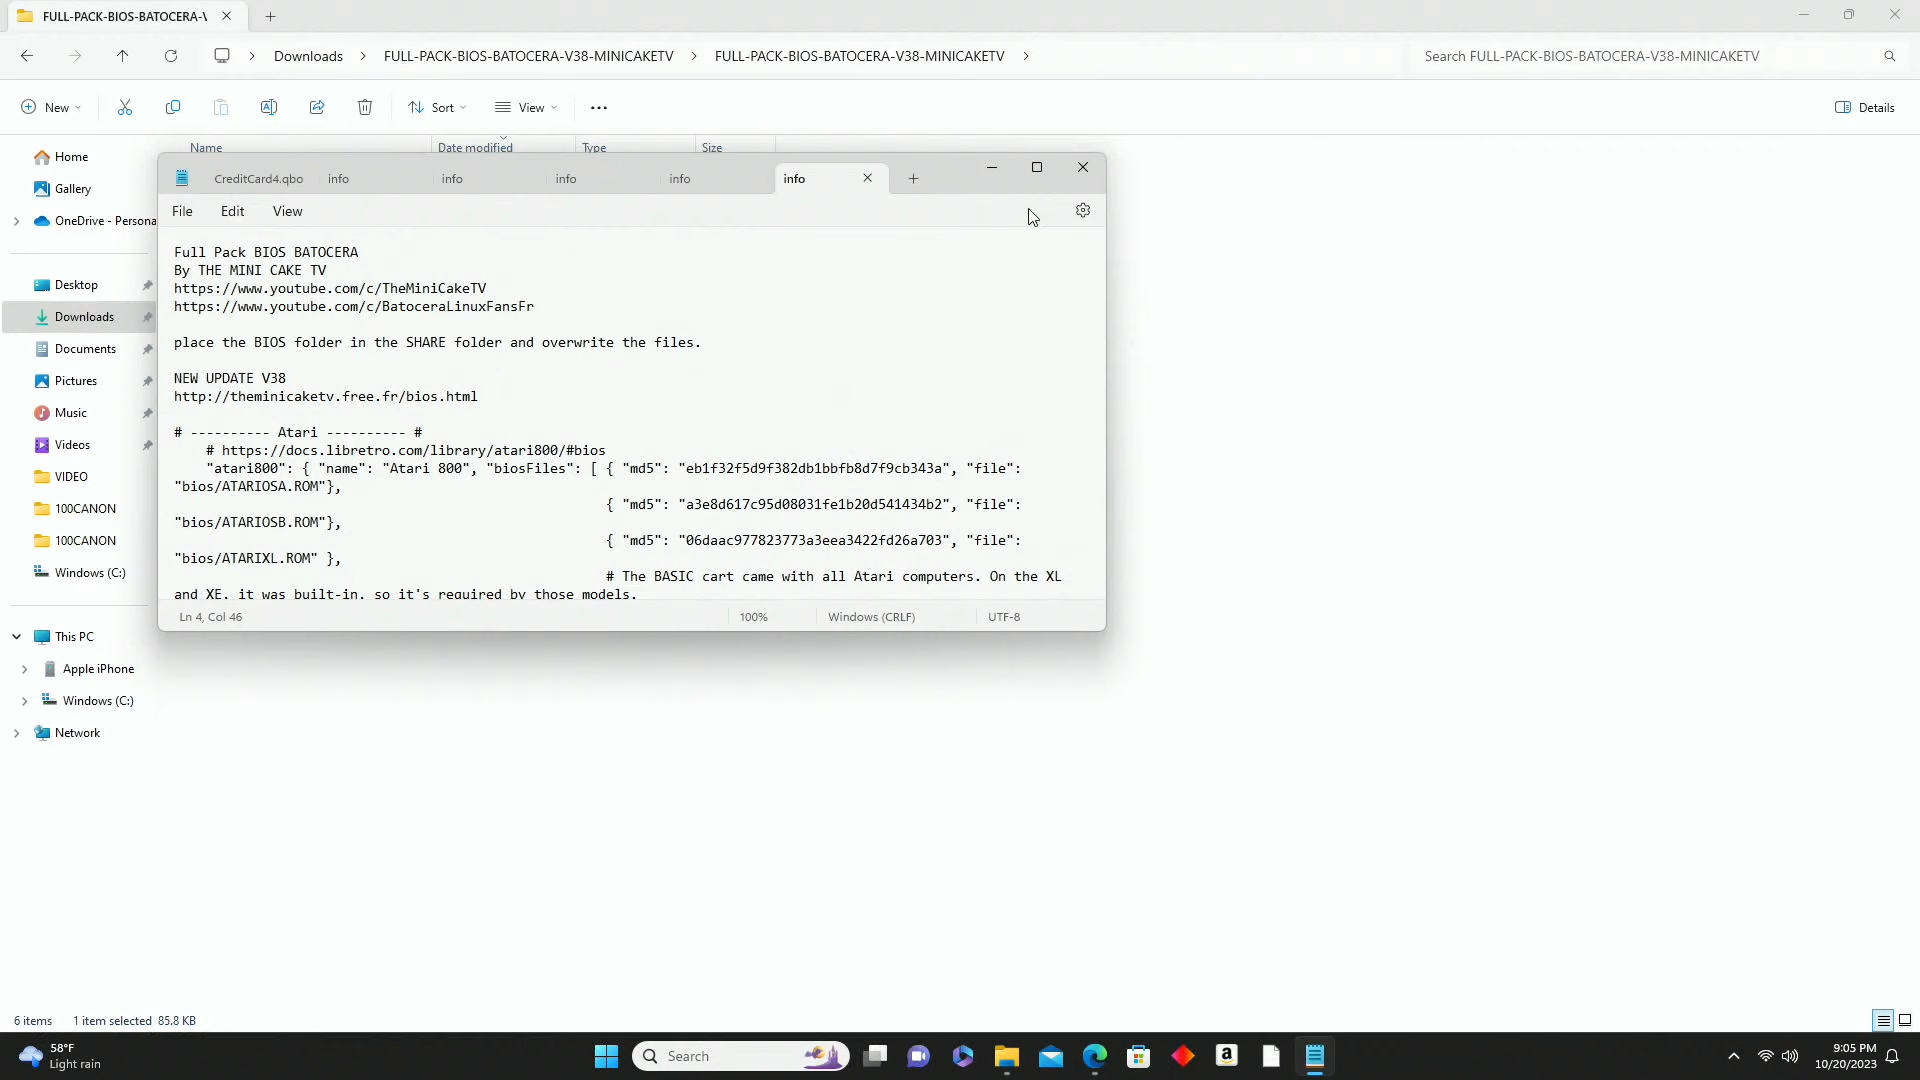 FULL-PACK-BIOS-BATOCERA-V
Downloads
FULL-PACK-BIOS-BATOCERA-V38-MINICAKETV
FULL-PACK-BIOS-BATOCERA-V38-MINICAKETV
Search FULL-PACK-BIOS-BATOCERA-V38-MINICAKETV
New
Sort
View
Details
Name
Date modified
Type
Size
Home
Gallery
OneDrive - Persona
Desktop
Downloads
Documents
Pictures
Music
Videos
VIDEO
100CANON
100CANON
Windows (C:)
This PC
Apple iPhone
Windows (C:)
Network
CreditCard4.qbo
info
info
info
info
info
File
Edit
View
Full Pack BIOS BATOCERA
By THE MINI CAKE TV
https://www.youtube.com/c/TheMiniCakeTV
https://www.youtube.com/c/BatoceraLinuxFansFr
place the BIOS folder in the SHARE folder and overwrite the files.
NEW UPDATE V38
http://theminicaketv.free.fr/bios.html
# ---------- Atari ---------- #
# https://docs.libretro.com/library/atari800/#bios
"atari800": { "name": "Atari 800", "biosFiles": [ { "md5": "eb1f32f5d9f382db1bbfb8d7f9cb343a", "file":
"bios/ATARIOSA.ROM"},
{ "md5": "a3e8d617c95d08031fe1b20d541434b2", "file":
"bios/ATARIOSB.ROM"},
{ "md5": "06daac977823773a3eea3422fd26a703", "file":
"bios/ATARIXL.ROM" },
# The BASIC cart came with all Atari computers. On the XL
and XE, it was built-in, so it's required by those models.
Ln 4, Col 46
100%
Windows (CRLF)
UTF-8
6 items
1 item selected 85.8 KB
58°F
Light rain
Search
9:05 PM
10/20/2023